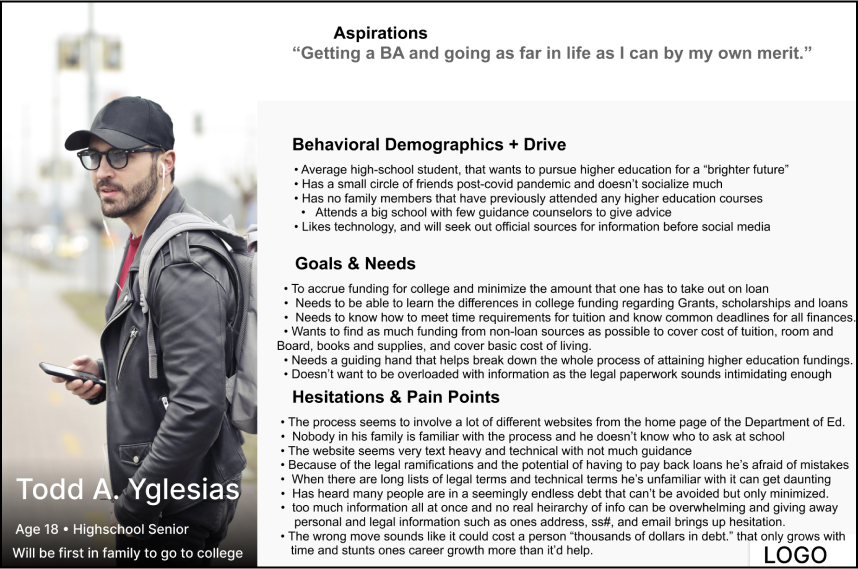 Aspirations
“Getting a BA and going as far in life as I can by my own merit.”
Behavioral Demographics + Drive
• Average high-school student, that wants to pursue higher education for a “brighter future”
• Has a small circle of friends post-covid pandemic and doesn’t socialize much
• Has no family members that have previously attended any higher education courses
• Attends a big school with few guidance counselors to give advice
• Likes technology, and will seek out official sources for information before social media
Goals & Needs
• To accrue funding for college and minimize the amount that one has to take out on loan
• Needs to be able to learn the differences in college funding regarding Grants, scholarships and loans
• Needs to know how to meet time requirements for tuition and know common deadlines for all finances.
• Wants to find as much funding from non-loan sources as possible to cover cost of tuition, room and
Board, books and supplies, and cover basic cost of living.
• Needs a guiding hand that helps break down the whole process of attaining higher education fundings.
• Doesn’t want to be overloaded with information as the legal paperwork sounds intimidating enough
Hesitations & Pain Points
• The process seems to involve a lot of different websites from the home page of the Department of Ed.
• Nobody in his family is familiar with the process and he doesn’t know who to ask at school
• The website seems very text heavy and technical with not much guidance
• Because of the legal ramifications and the potential of having to pay back loans he’s afraid of mistakes
• When there are long lists of legal terms and technical terms he’s unfamiliar with it can get daunting
• Has heard many people are in a seemingly endless debt that can’t be avoided but only minimized.
• too much information all at once and no real heirarchy of info can be overwhelming and giving away
personal and legal information such as ones address, ss#, and email brings up hesitation.
• The wrong move sounds like it could cost a person “thousands of dollars in debt.” that only grows with
time and stunts ones career growth more than it’d help.
Todd A. Yglesias
Age 18 • Highschool Senior
Will be first in family to go to college
LOGO